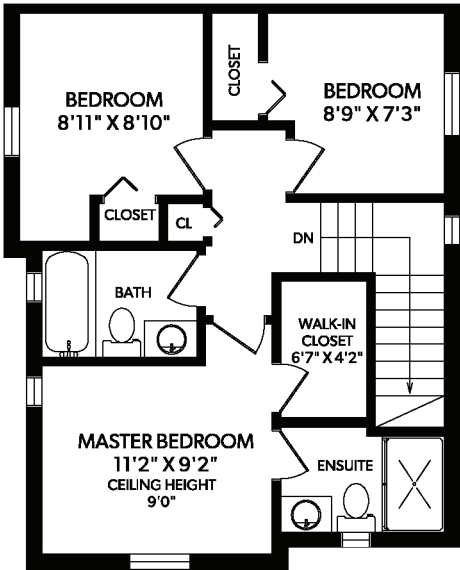 BEDROOM
8'11" X 8'10"
CLOSET
BEDROOM
8'9" X 7'3"
CLOSET
CL
DN
BATH
WALK-IN
CLOSET
6'7" X 4'2"
MASTER BEDROOM
11'2" X 9'2"
CEILING HEIGHT
9'0"
ENSUITE